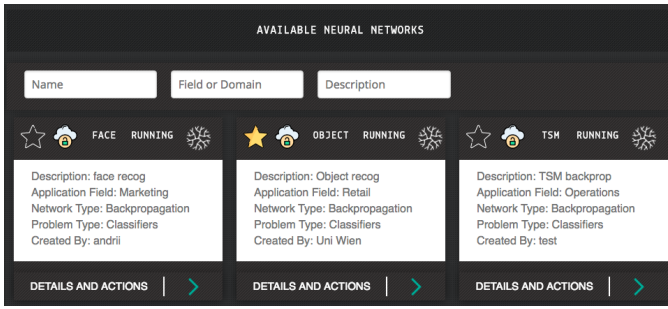 AVAILABLE NEURAL NETWORKS
Name
Field or Domain
Description
FACE RUNNING
Description: face recog
Application Field: Marketing
Network Type: Backpropagation
Problem Type: Classifiers
Created By: andrii
DETAILS AND ACTIONS
OBJECT RUNNING
Description: Object recog
Application Field: Retail
Network Type: Backpropagation
Problem Type: Classifiers
Created By: Uni Wien
DETAILS AND ACTIONS
TSM RUNNING
Description: TSM backprop
Application Field: Operations
Network Type: Backpropagation
Problem Type: Classifiers
Created By: test
DETAILS AND ACTIONS